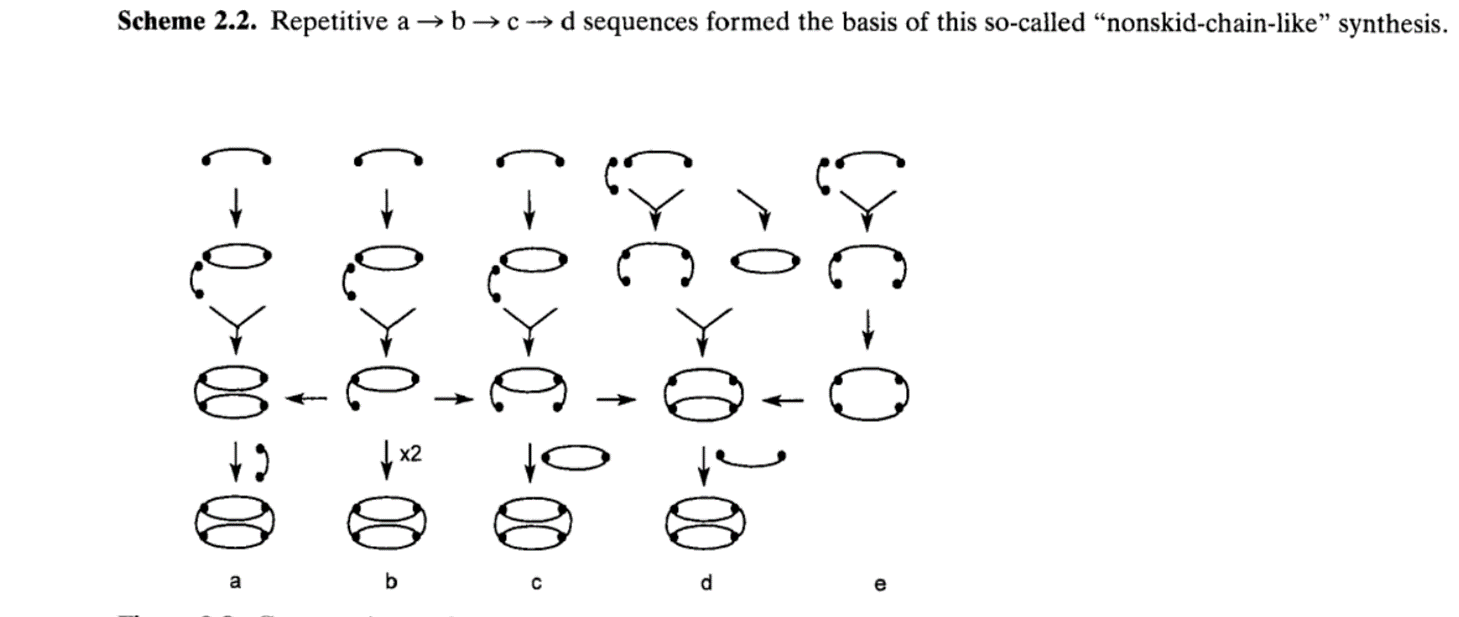 Scheme 2.2. Repetitive a → b → c → d sequences formed the basis of this so-called “nonskid-chain-like” synthesis.
x2
a b c d e